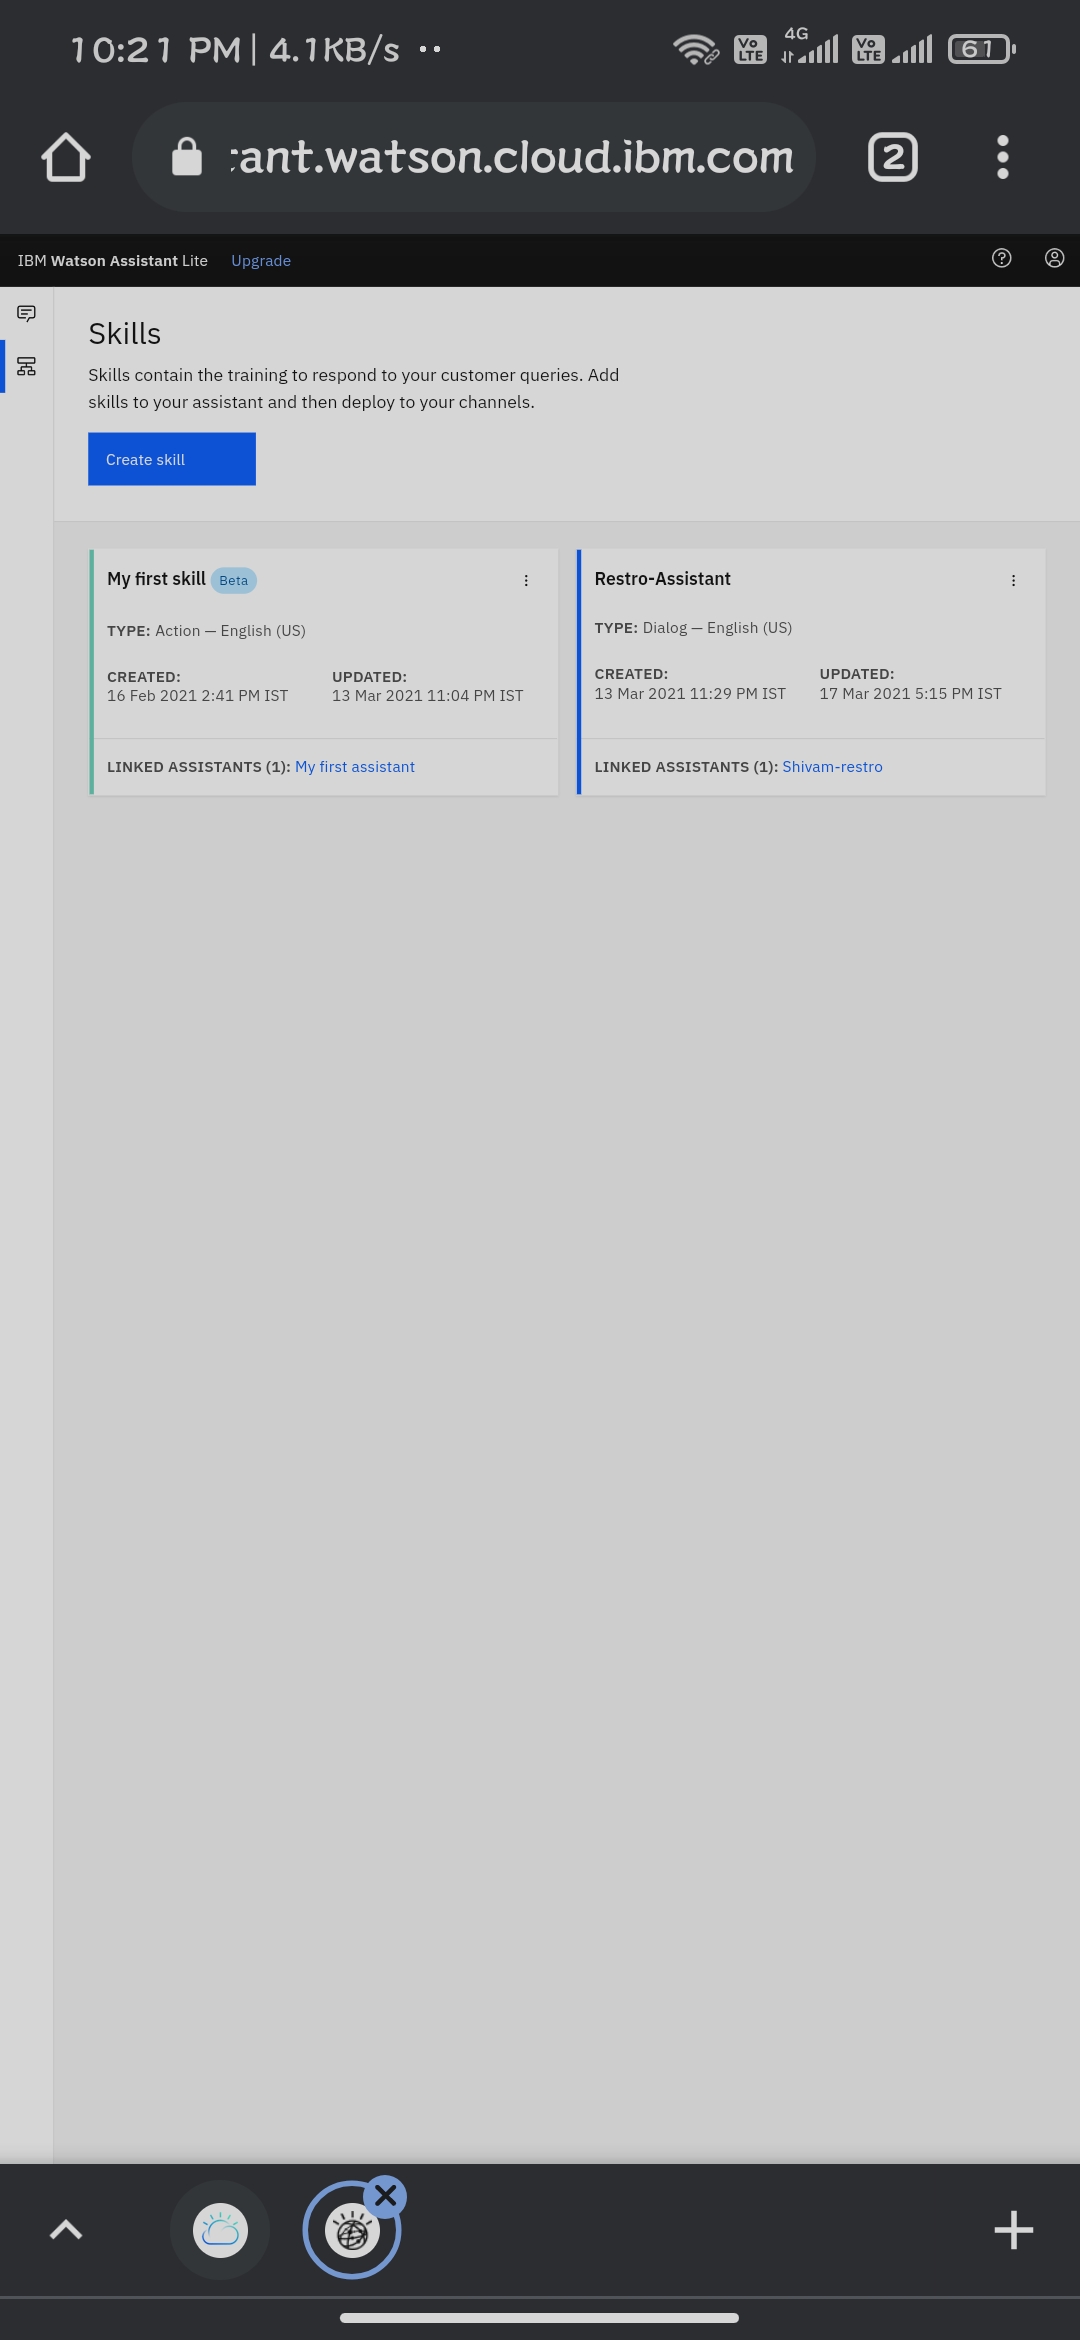 10:21 PM | 4.1KB/s ··
Vo LTE 4G Vo LTE 61
ant.watson.cloud.ibm.com
2
IBM Watson Assistant Lite Upgrade
Skills
Skills contain the training to respond to your customer queries. Add
skills to your assistant and then deploy to your channels.
Create skill
My first skill Beta
TYPE: Action — English (US)
CREATED: UPDATED:
16 Feb 2021 2:41 PM IST 13 Mar 2021 11:04 PM IST
LINKED ASSISTANTS (1): My first assistant
Restro-Assistant
TYPE: Dialog — English (US)
CREATED: UPDATED:
13 Mar 2021 11:29 PM IST 17 Mar 2021 5:15 PM IST
LINKED ASSISTANTS (1): Shivam-restro